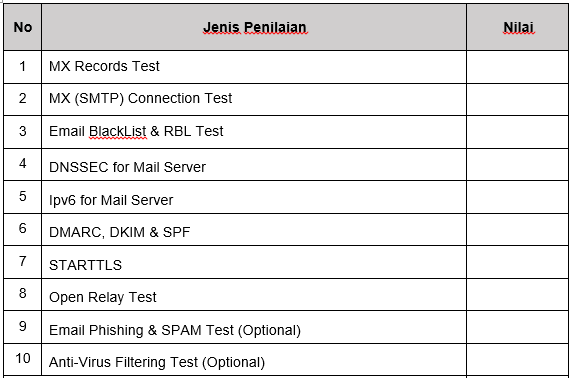 No Jenis Penilaian Nilai
1 MX Records Test
2 MX (SMTP) Connection Test
3 Email BlackList & RBL Test
4 DNSSEC for Mail Server
5 Ipv6 for Mail Server
6 DMARC, DKIM & SPF
7 STARTTLS
8 Open Relay Test
9 Email Phishing & SPAM Test (Optional)
10 Anti-Virus Filtering Test (Optional)